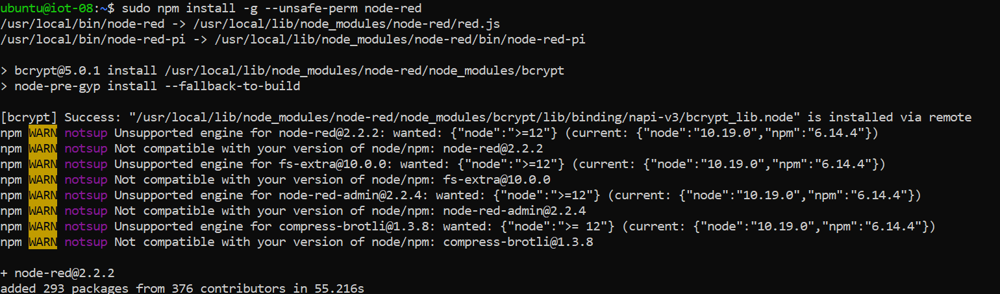 ubuntu@iot-08:~$ sudo npm install -g --unsafe-perm node-red
/usr/local/bin/node-red -> /usr/local/lib/node_modules/node-red/red.js
/usr/local/bin/node-red-pi -> /usr/local/lib/node_modules/node-red/bin/node-red-pi
> bcrypt@5.0.1 install /usr/local/lib/node_modules/node-red/node_modules/bcrypt
> node-pre-gyp install --fallback-to-build
[bcrypt] Success: "/usr/local/lib/node_modules/node-red/node_modules/bcrypt/lib/binding/napi-v3/bcrypt_lib.node" is installed via remote
npm WARN notsup Unsupported engine for node-red@2.2.2: wanted: {"node":">=12"} (current: {"node":"10.19.0","npm":"6.14.4"})
npm WARN notsup Not compatible with your version of node/npm: node-red@2.2.2
npm WARN notsup Unsupported engine for fs-extra@10.0.0: wanted: {"node":">=12"} (current: {"node":"10.19.0","npm":"6.14.4"})
npm WARN notsup Not compatible with your version of node/npm: fs-extra@10.0.0
npm WARN notsup Unsupported engine for node-red-admin@2.2.4: wanted: {"node":">=12"} (current: {"node":"10.19.0","npm":"6.14.4"})
npm WARN notsup Not compatible with your version of node/npm: node-red-admin@2.2.4
npm WARN notsup Unsupported engine for compress-brotli@1.3.8: wanted: {"node":">= 12"} (current: {"node":"10.19.0","npm":"6.14.4"})
npm WARN notsup Not compatible with your version of node/npm: compress-brotli@1.3.8
+ node-red@2.2.2
added 293 packages from 376 contributors in 55.216s